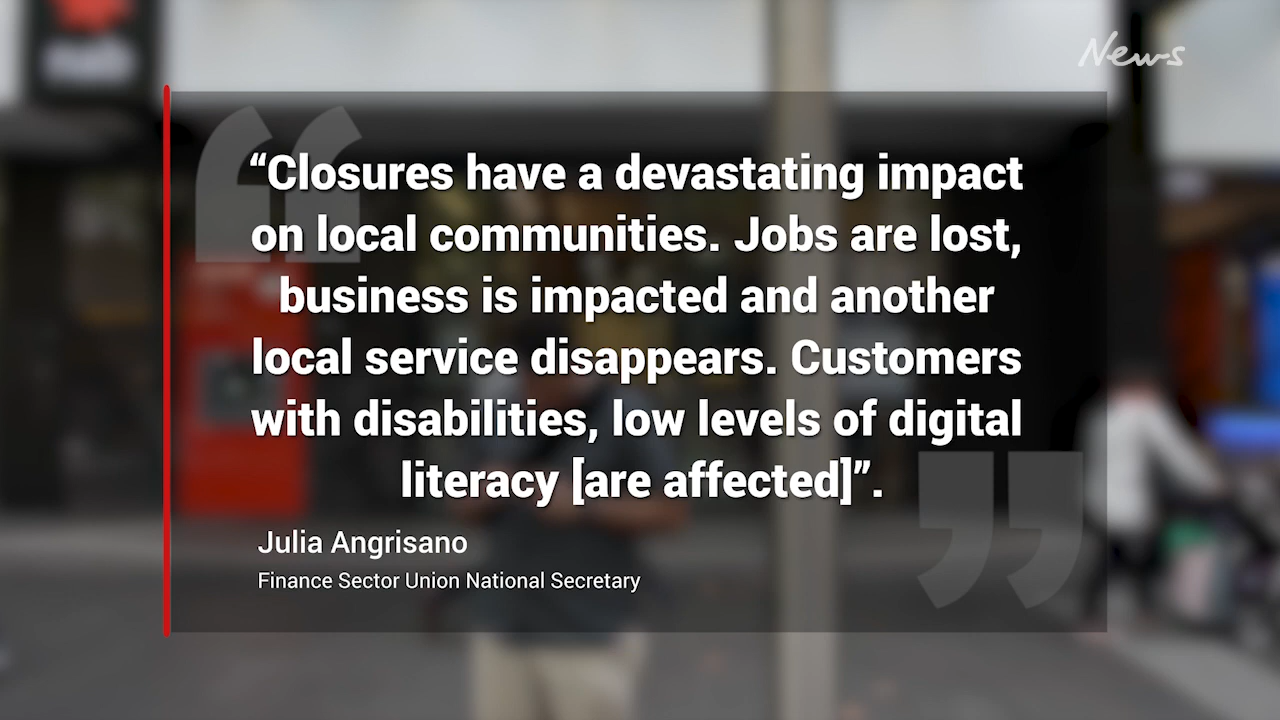 News
“Closures have a devastating impact
on local communities. Jobs are lost,
business is impacted and another
local service disappears. Customers
with disabilities, low levels of digital
literacy [are affected]”.
Julia Angrisano
Finance Sector Union National Secretary